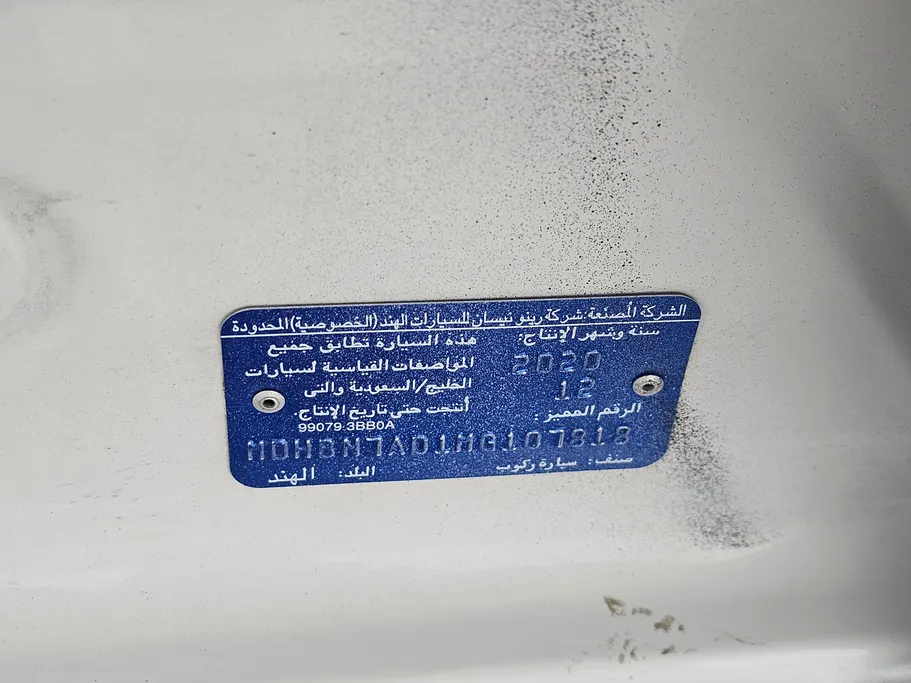 الشركة المصنعة: شركة رينو نيسان للسيارات الهند (الخصوصية) المحدودة
سنة وشهر الإنتاج:
2020
12
الرقم المميز:
هذه السيارة تطابق جميع
المواصفات القياسية لسيارات
الخليج/السعودية والتى
أنتجت حتى تاريخ الإنتاج.
99079 3BB0A
MDHBN7AD1MG107818
صنف: سيارة ركوب
البلد: الهند